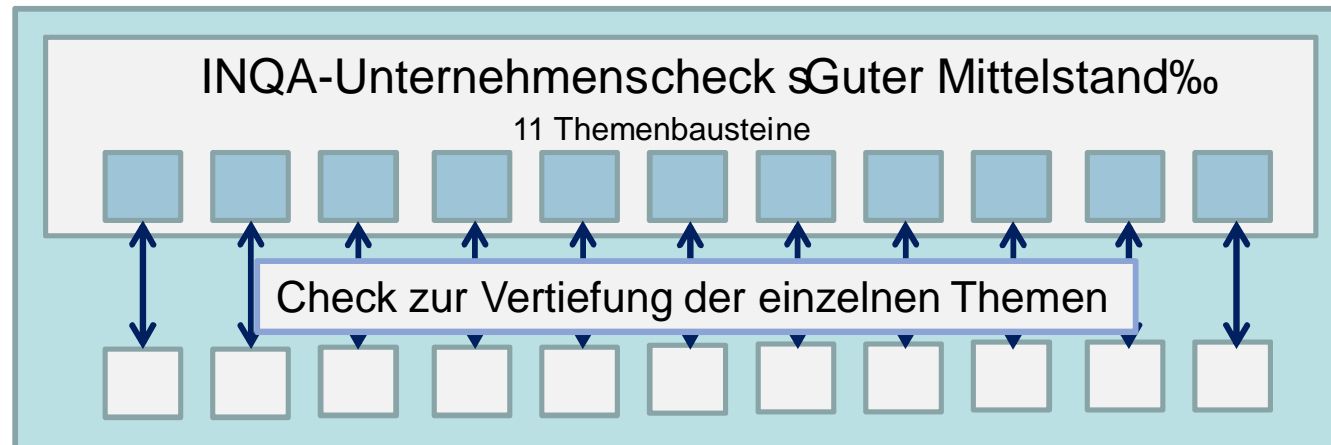 INQA-Unternehmenscheck sGuter Mittelstand‰
11 Themenbausteine
Check zur Vertiefung der einzelnen Themen